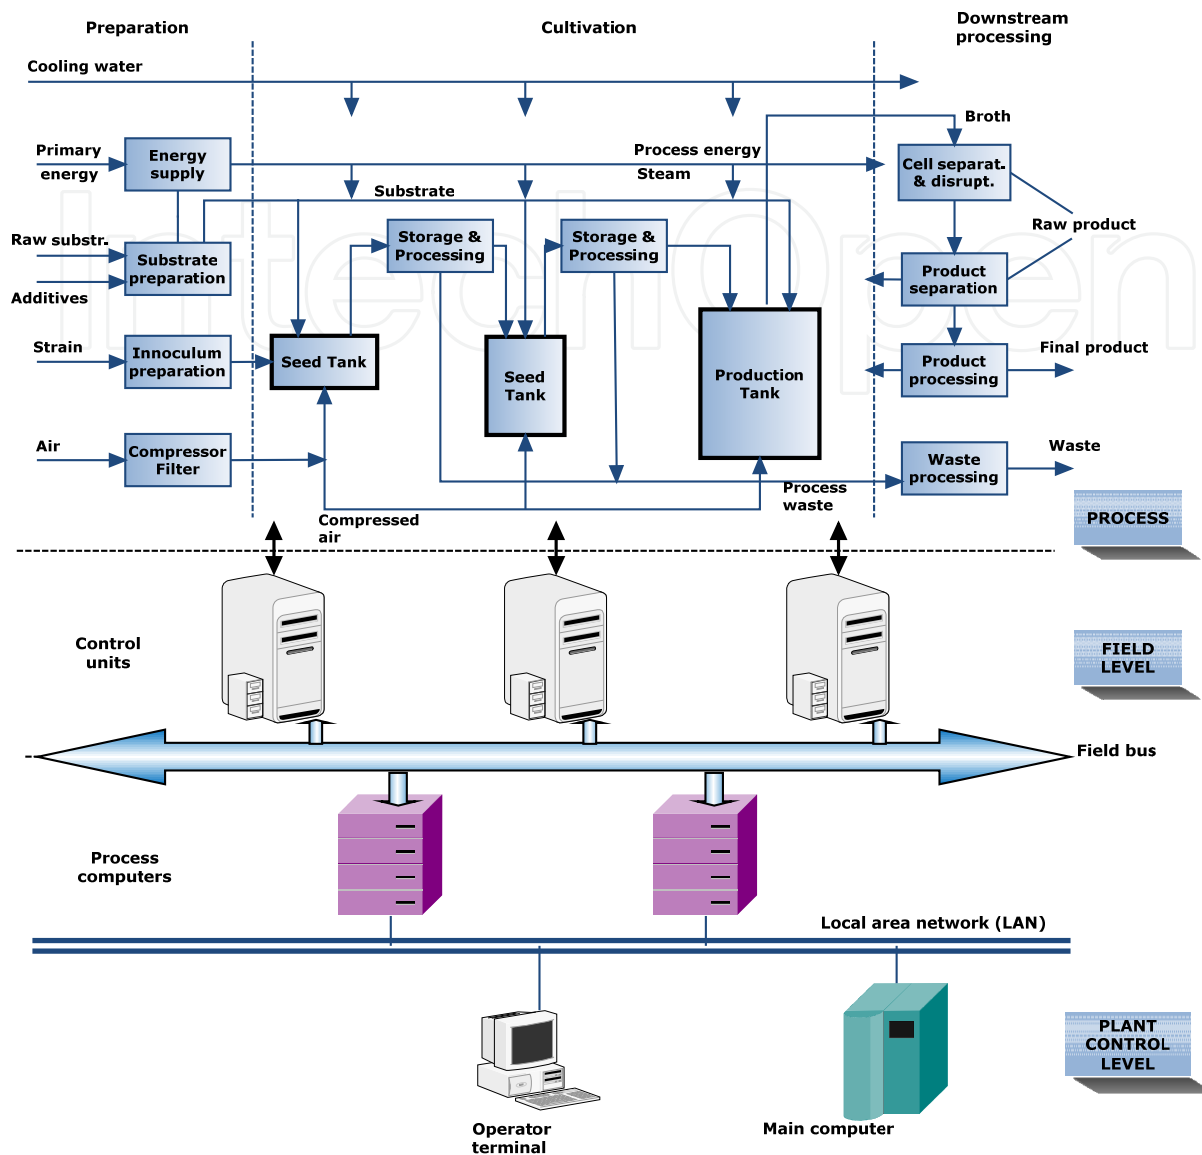 Preparation
Cultivation
Downstream
processing
Cooling water
Broth
Primary
energy
Energy
supply
Process energy
Steam
Cell separat.
& disrupt.
Substrate
Raw substr.
Additives
Substrate
preparation
Storage &
Processing
Storage &
Processing
Raw product
Product
separation
Strain
Innoculum
preparation
Seed Tank
Seed
Tank
Production
Tank
Product
processing
Final product
Air
Compressor
Filter
Waste
processing
Waste
Compressed
air
Process
waste
PROCESS
Control
units
FIELD
LEVEL
Field bus
Process
computers
Local area network (LAN)
PLANT
CONTROL
LEVEL
Operator
terminal
Main computer
IntechOpen